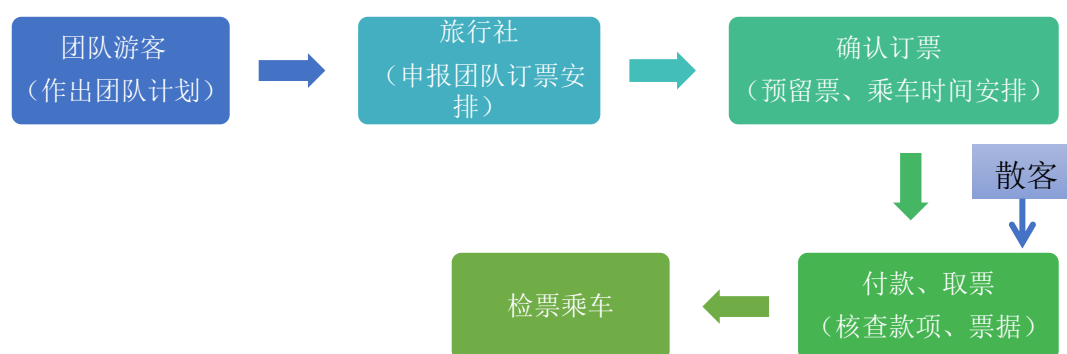 团队游客
（作出团队计划）
旅行社
（申报团队订票安
排）
确认订票
（预留票、乘车时间安排）
散客
付款、取票
（核查款项、票据）
检票乘车